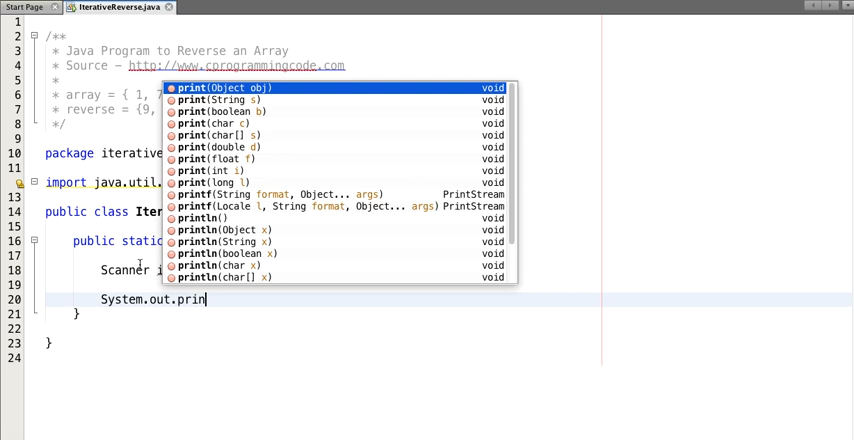 Start Page
IterativeReverse.java
1
2 /**
3 * Java Program to Reverse an Array
4 * Source – http://www.cprogrammingcode.com
5 *
6 * array = { 1, 7
7 * reverse = {9,
8 */
9
10 package iterative
11
import java.util.
13
14 public class Iter
15
16 public static
17
18 Scanner i
19
20 System.out.prin
21 }
22
23 }
24
print(Object obj) void
print(String s) void
print(boolean b) void
print(char c) void
print(char[] s) void
print(double d) void
print(float f) void
print(int i) void
print(long l) void
printf(String format, Object... args) PrintStream
printf(Locale l, String format, Object... args) PrintStream
println() void
println(Object x) void
println(String x) void
println(boolean x) void
println(char x) void
println(char[] x) void